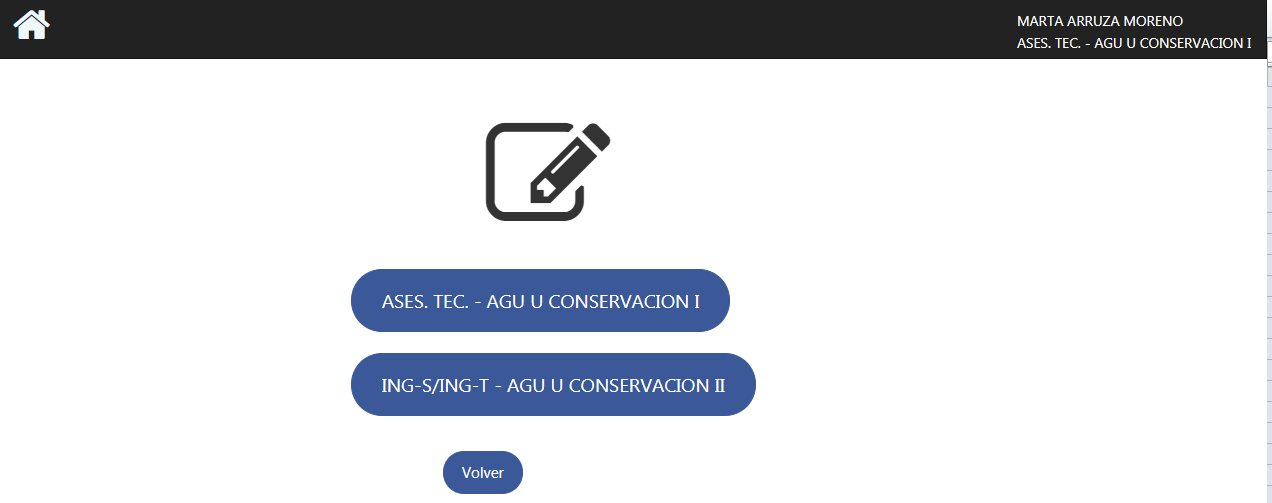 MARTA ARRUZA MORENO
ASES. TEC. - AGU U CONSERVACION I
ASES. TEC. - AGU U CONSERVACION I
ING-S/ING-T - AGU U CONSERVACION II
Volver